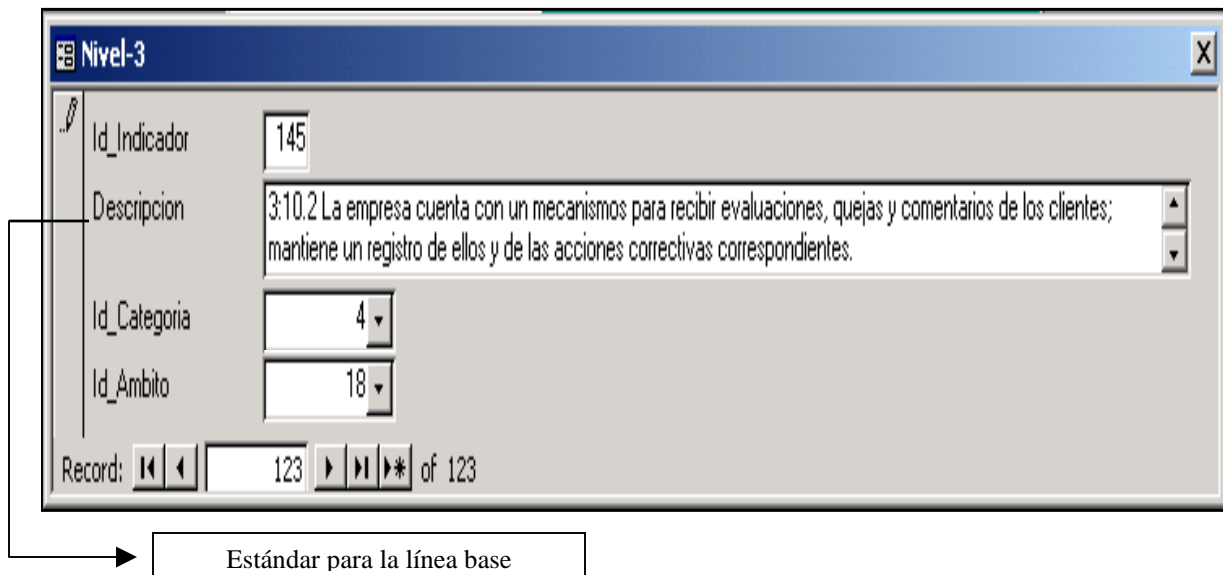 Nivel-3
Id_Indicador 145
Descripcion 3:10.2 La empresa cuenta con un mecanismos para recibir evaluaciones, quejas y comentarios de los clientes;
mantiene un registro de ellos y de las acciones correctivas correspondientes.
Id_Categoria 4
Id_Ambito 18
Record: 123 of 123
Estándar para la línea base